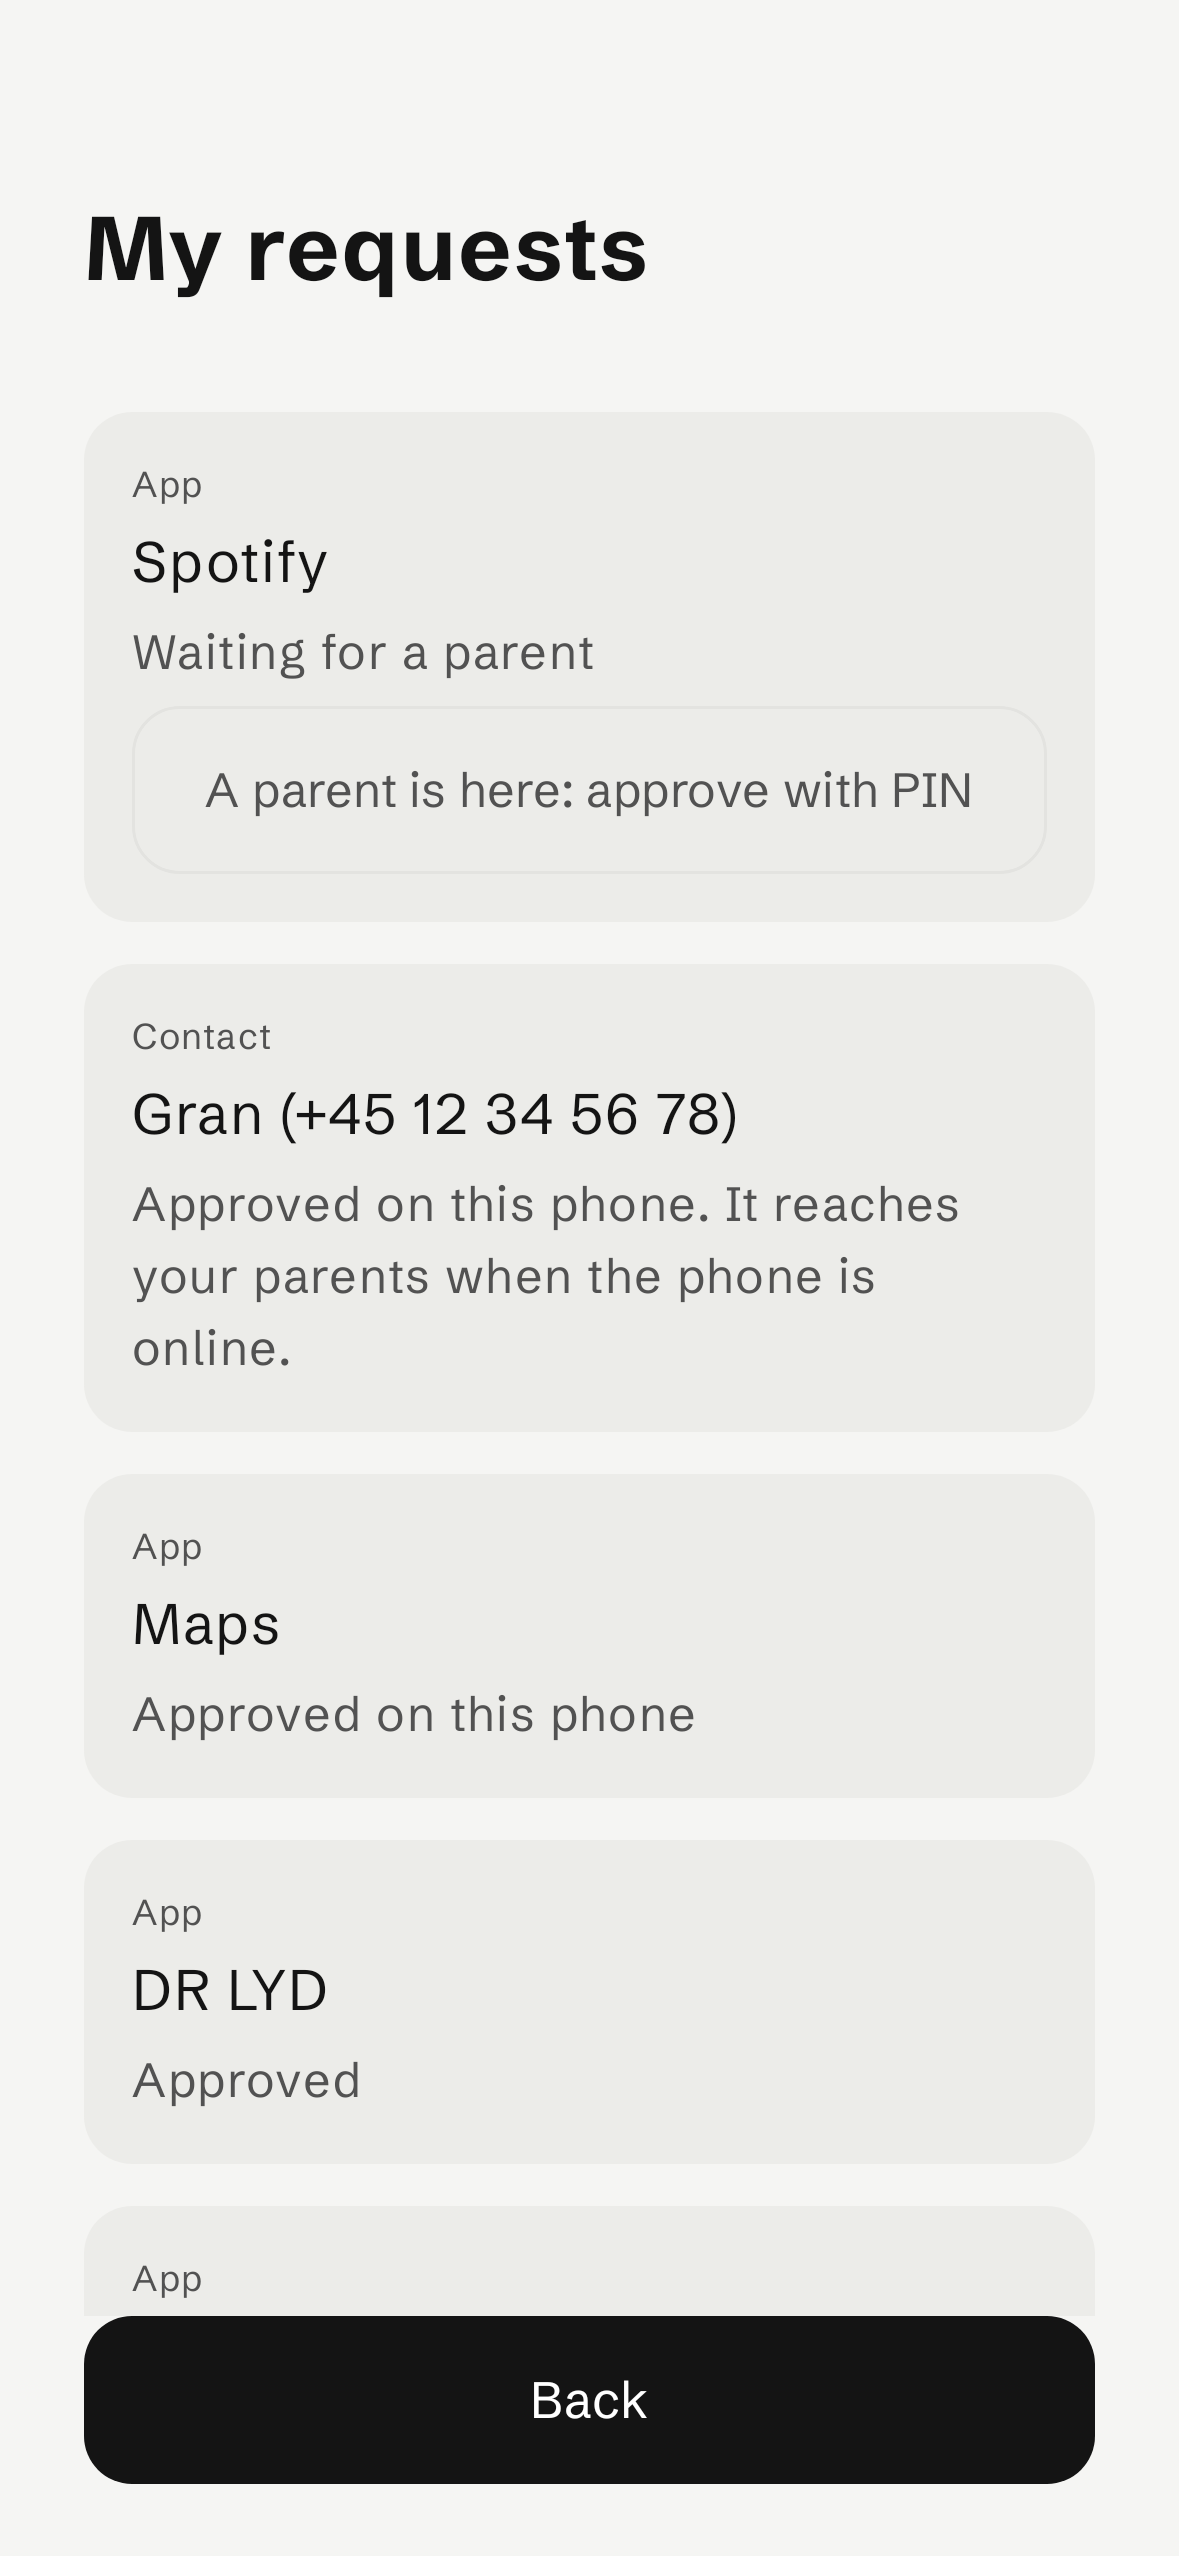 My requests
App
Spotify
Waiting for a parent
A parent is here: approve with PIN
Contact
Gran (+45 12 34 56 78)
Approved on this phone. It reaches
your parents when the phone is
online.
App
Maps
Approved on this phone
App
DR LYD
Approved
App
Back